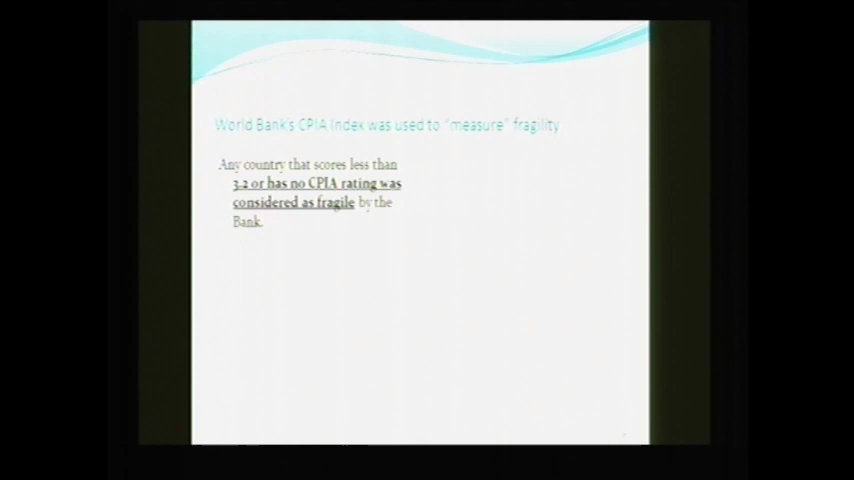 World Bank's CPIA Index was used to "measure" fragility
Any country that scores less than
3.2 or has no CPIA rating was
considered as fragile by the
Bank.